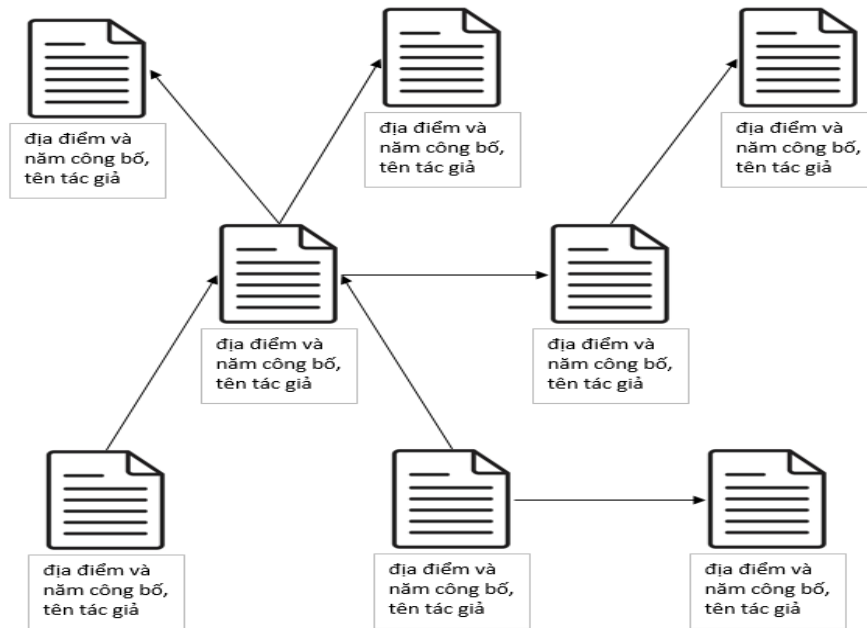 địa điểm và
năm công bố,
tên tác giả
địa điểm và
năm công bố,
tên tác giả
địa điểm và
năm công bố,
tên tác giả
địa điểm và
năm công bố,
tên tác giả
địa điểm và
năm công bố,
tên tác giả
địa điểm và
năm công bố,
tên tác giả
địa điểm và
năm công bố,
tên tác giả
địa điểm và
năm công bố,
tên tác giả